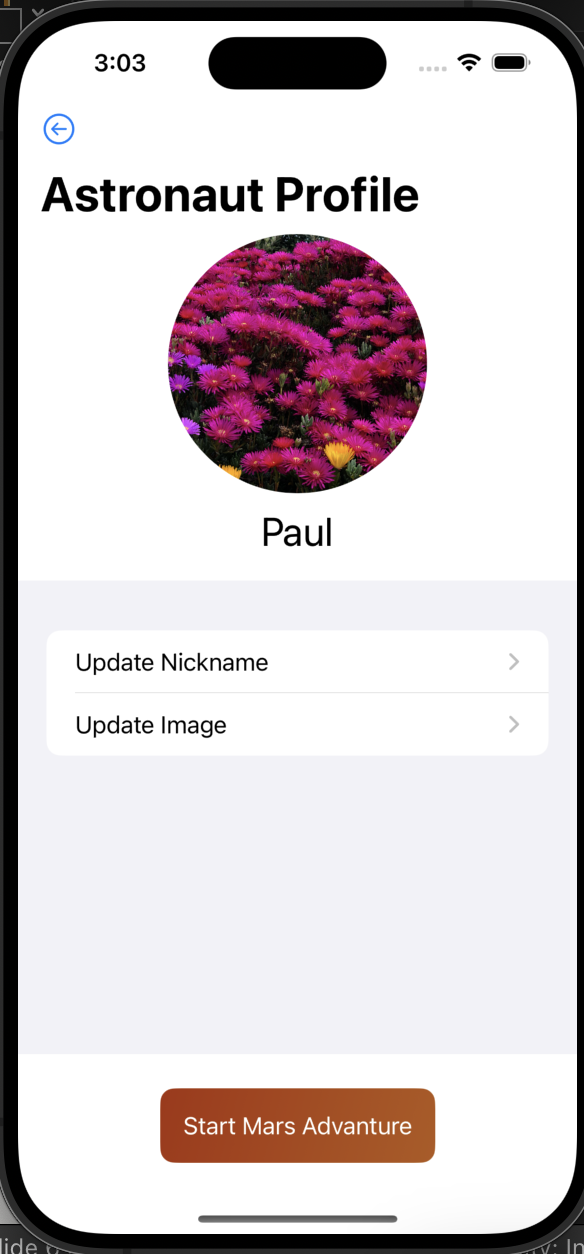 3:03
Astronaut Profile
Paul
Update Nickname
Update Image
Start Mars Advanture